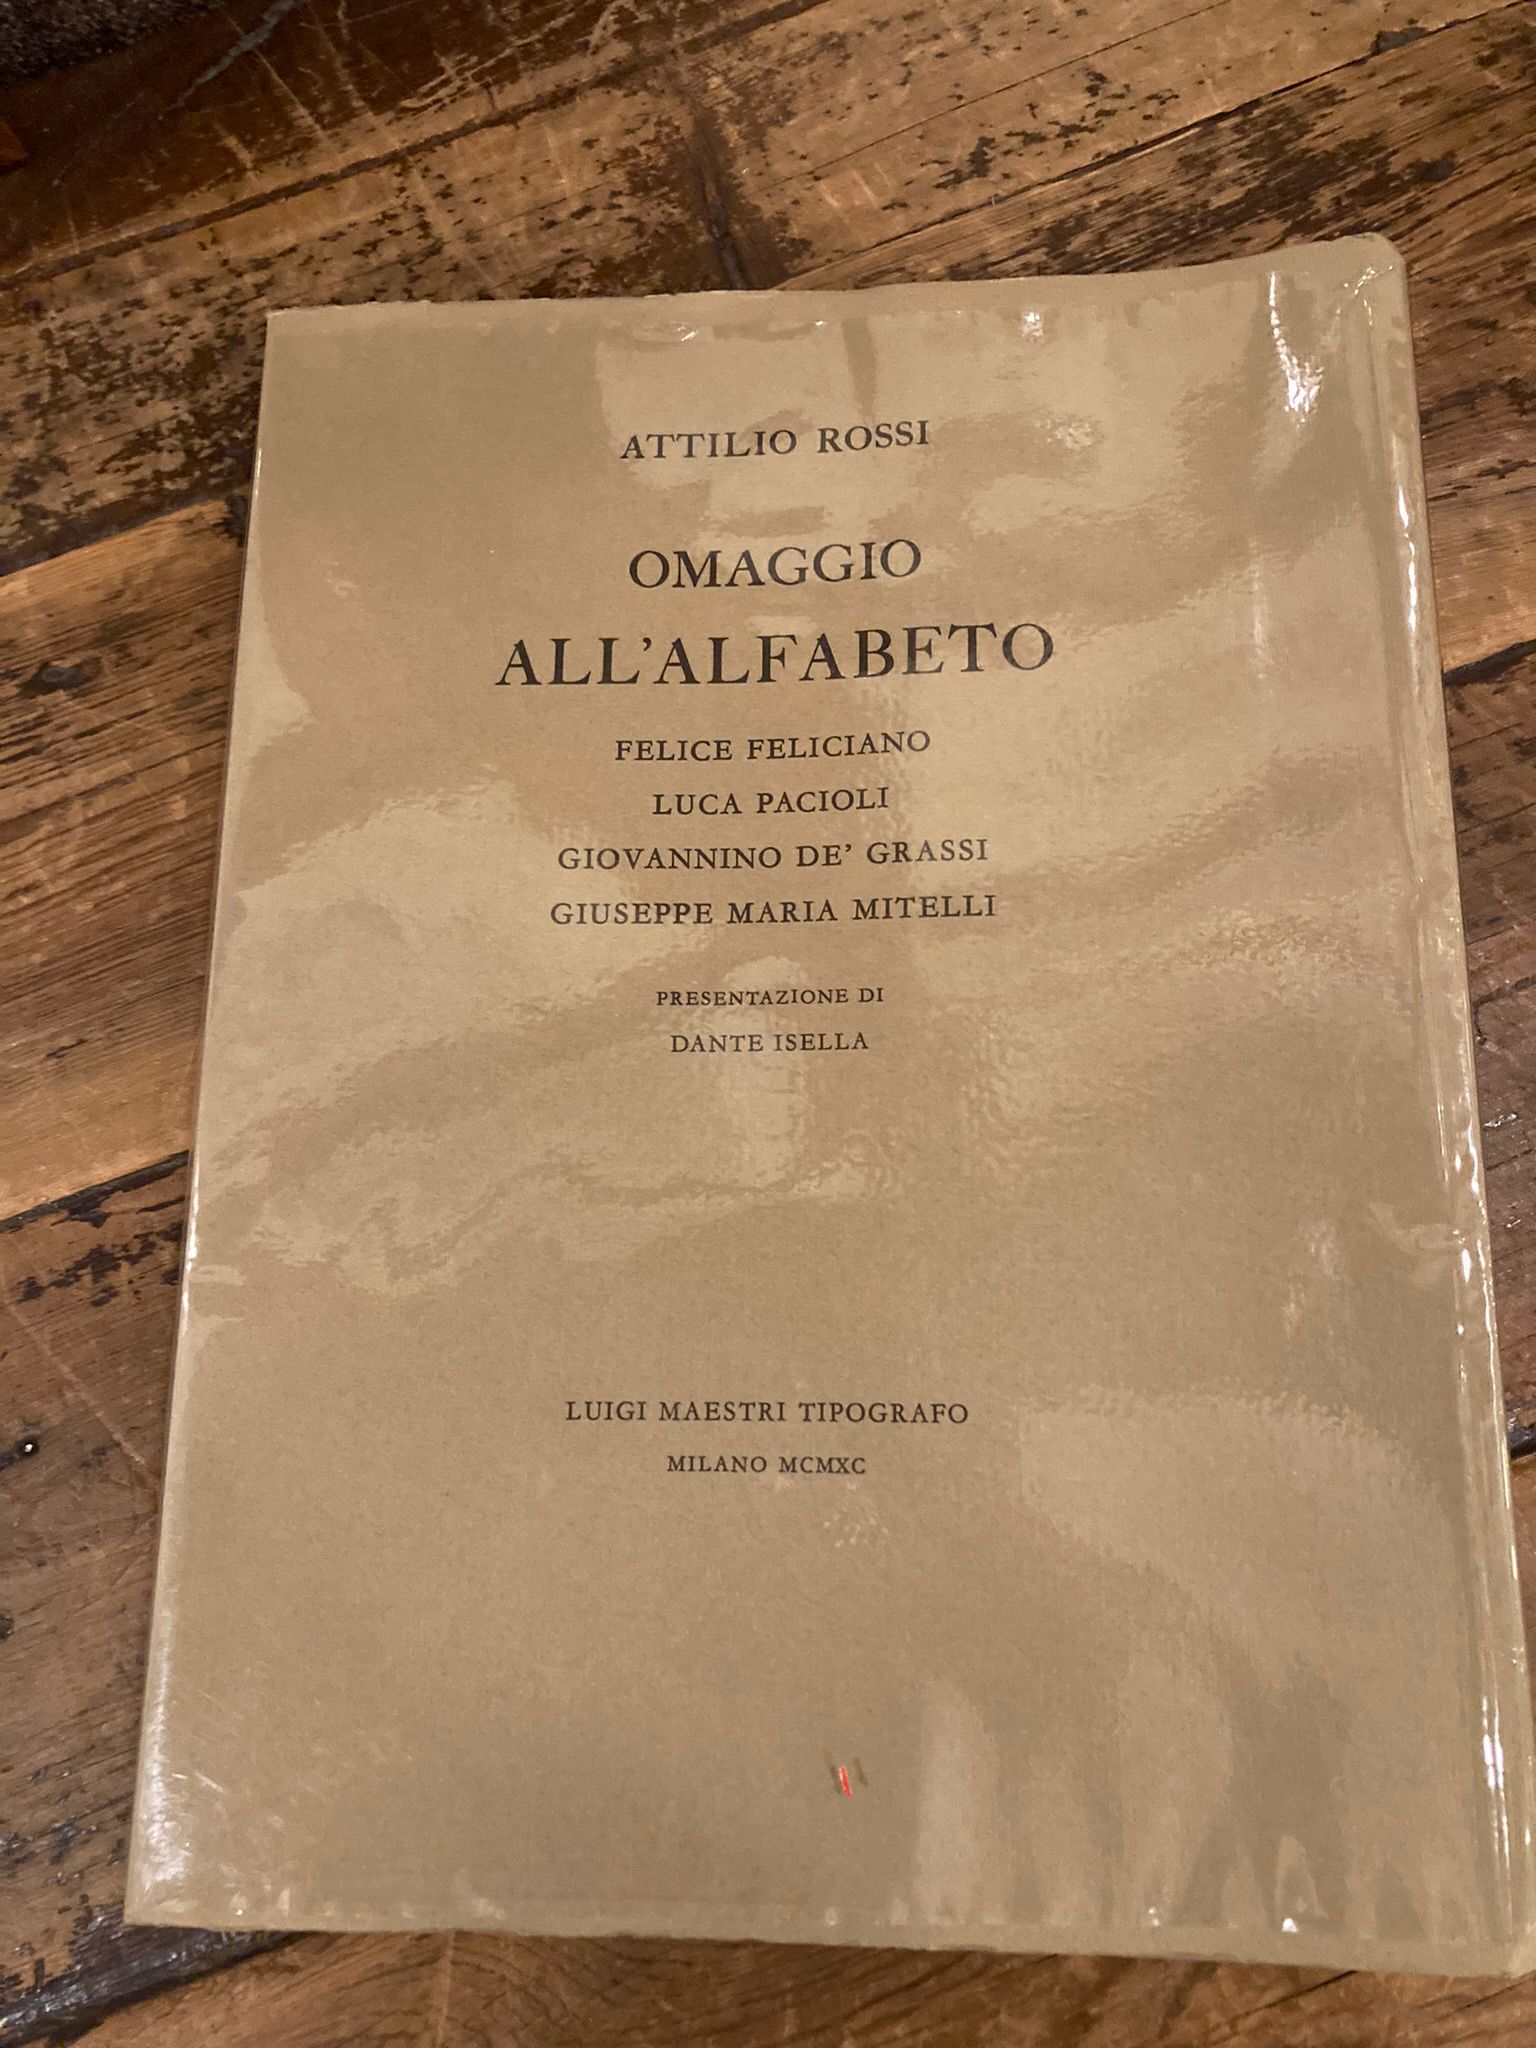 ATTILIO ROSSI
OMAGGIO
ALL'ALFABETO
FELICE FELICIANO
LUCA PACIOLI
GIOVANNINO DE' GRASSI
GIUSEPPE MARIA MITELLI
PRESENTAZIONE DI
DANTE ISELLA
LUIGI MAESTRI TIPOGRAFO
MILANO MCMXC